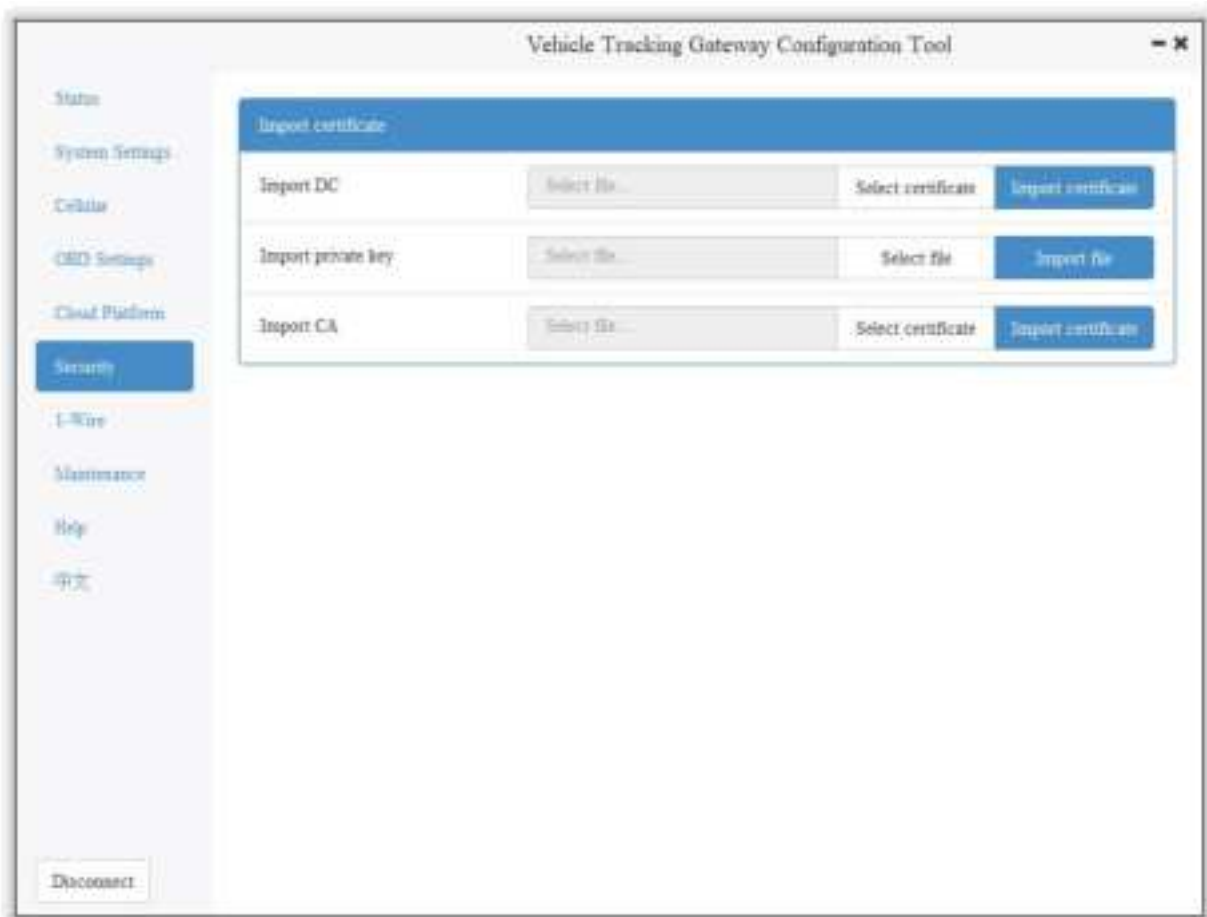 Vehicle Tracking Gateway Configuration Tool
Status
System Settings
Cellular
OBD Settings
Cloud Platform
Security
1-Wire
Maintenance
Help
中文
Disconnect
Import certificate
Import DC Select file... Select certificate Import certificate
Import private key Select file... Select file Import file
Import CA Select file... Select certificate Import certificate